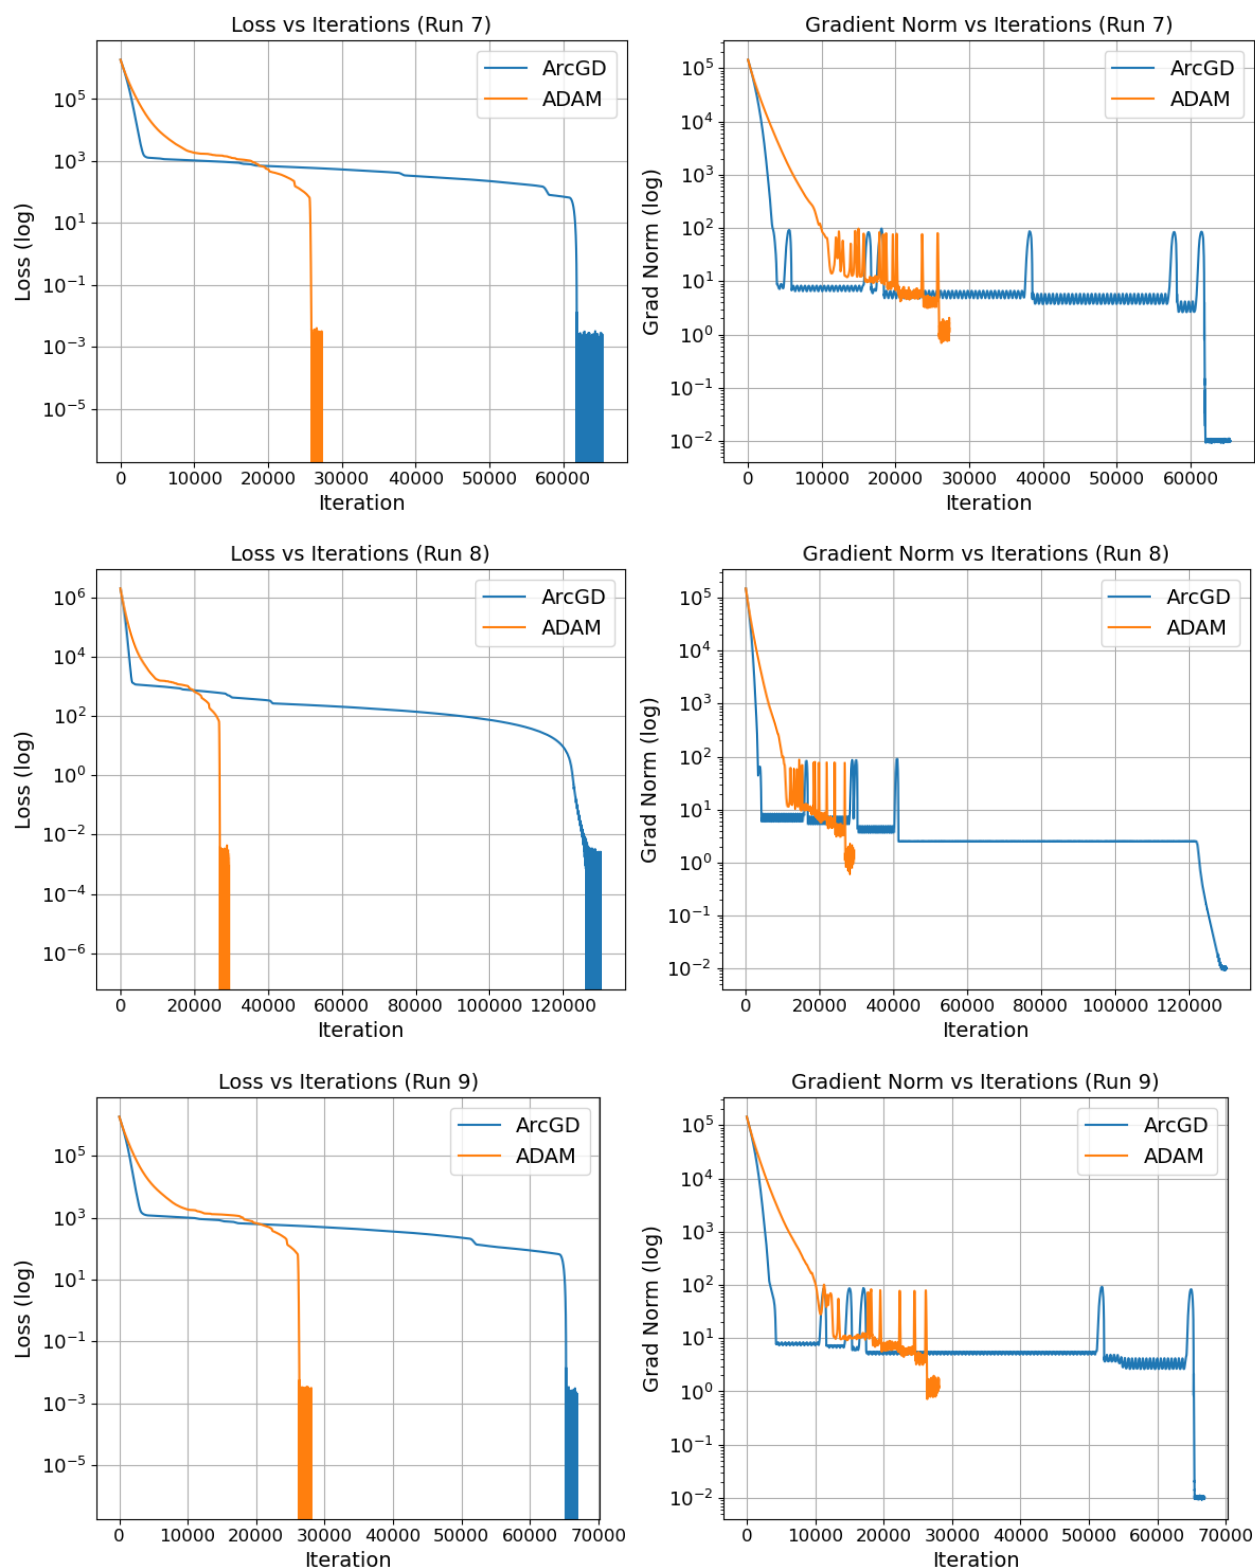 Loss vs Iterations (Run 7)
ArcGD
ADAM
10^5
10^3
10^1
10^−1
10^−3
10^−5
Loss (log)
0 10000 20000 30000 40000 50000 60000
Iteration
Gradient Norm vs Iterations (Run 7)
ArcGD
ADAM
10^5
10^4
10^3
10^2
10^1
10^0
10^−1
10^−2
Grad Norm (log)
0 10000 20000 30000 40000 50000 60000
Iteration
Loss vs Iterations (Run 8)
ArcGD
ADAM
10^6
10^4
10^2
10^0
10^−2
10^−4
10^−6
Loss (log)
0 20000 40000 60000 80000 100000 120000
Iteration
Gradient Norm vs Iterations (Run 8)
ArcGD
ADAM
10^5
10^4
10^3
10^2
10^1
10^0
10^−1
10^−2
Grad Norm (log)
0 20000 40000 60000 80000 100000 120000
Iteration
Loss vs Iterations (Run 9)
ArcGD
ADAM
10^5
10^3
10^1
10^−1
10^−3
10^−5
Loss (log)
0 10000 20000 30000 40000 50000 60000 70000
Iteration
Gradient Norm vs Iterations (Run 9)
ArcGD
ADAM
10^5
10^4
10^3
10^2
10^1
10^0
10^−1
10^−2
Grad Norm (log)
0 10000 20000 30000 40000 50000 60000 70000
Iteration